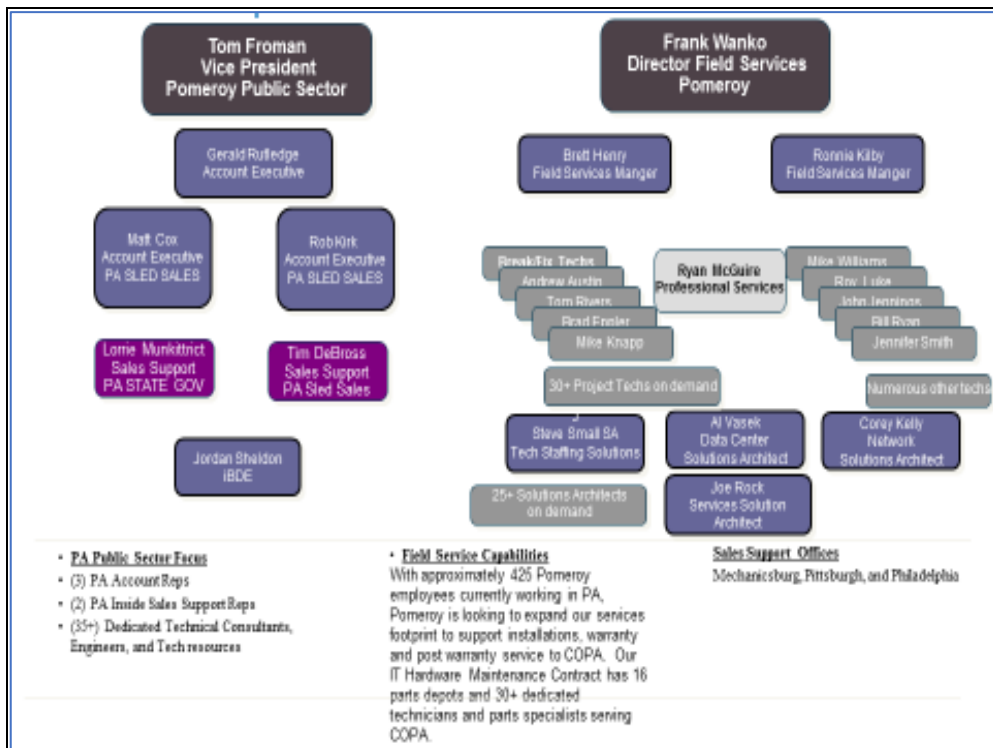 Tom Froman
Vice President
Pomeroy Public Sector
Frank Wanko
Director Field Services
Pomeroy
Gerald Rutledge
Account Executive
Brett Henry
Field Services Manger
Ronnie Kilby
Field Services Manger
Matt Cox
Account Executive
PA SLED SALES
Rob Kirk
Account Executive
PA SLED SALES
Break/Fix Techs
Andrew Austin
Tom Rivers
Brad Engler
Mike Knapp
Ryan McGuire
Professional Services
Mike Williams
Roy Luke
John Jennings
Bill Ryan
Jennifer Smith
Lorrie Munkittrict
Sales Support
PA STATE GOV
Tim DeBross
Sales Support
PA Sled Sales
30+ Project Techs on demand
Numerous other techs
Jordan Sheldon
iBDE
Steve Small SA
Tech Staffing Solutions
Al Vasek
Data Center
Solutions Architect
Corey Kelly
Network
Solutions Architect
25+ Solutions Architects
on demand
Joe Rock
Services Solution
Architect
• PA Public Sector Focus
• (3) PA Account Reps
• (2) PA Inside Sales Support Reps
• (35+) Dedicated Technical Consultants,
Engineers, and Tech resources
• Field Service Capabilities
With approximately 425 Pomeroy
employees currently working in PA,
Pomeroy is looking to expand our services
footprint to support installations, warranty
and post warranty service to COPA. Our
IT Hardware Maintenance Contract has 16
parts depots and 30+ dedicated
technicians and parts specialists serving
COPA.
Sales Support Offices
Mechanicsburg, Pittsburgh, and Philadelphia